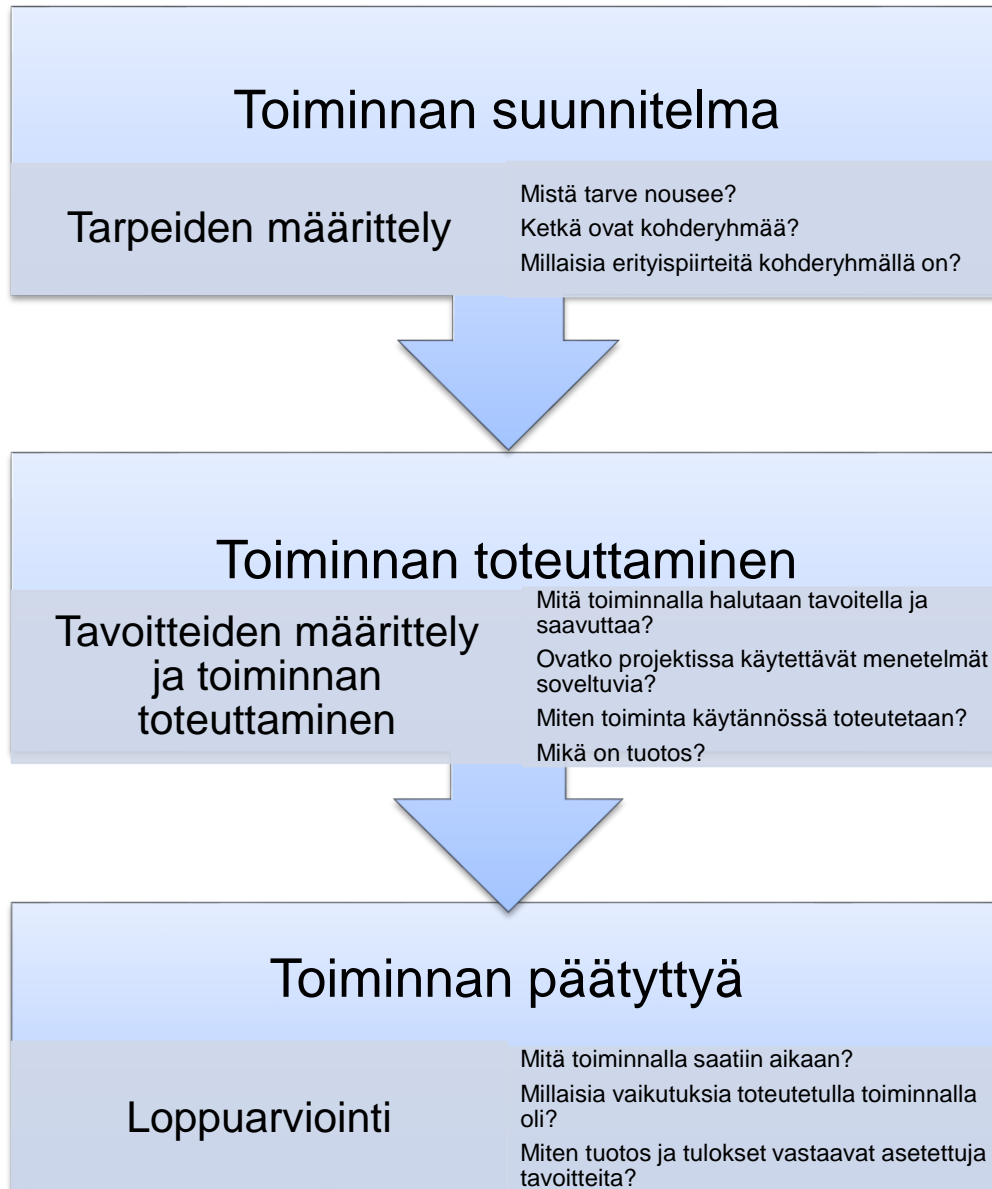 Toiminnan suunnitelma
Tarpeiden määrittely
Mistä tarve nousee?
Ketkä ovat kohderyhmää?
Millaisia erityispiirteitä kohderyhmällä on?
Toiminnan toteuttaminen
Tavoitteiden määrittely
ja toiminnan
toteuttaminen
Mitä toiminnalla halutaan tavoitella ja
saavuttaa?
Ovatko projektissa käytettävät menetelmät
soveltuvia?
Miten toiminta käytännössä toteutetaan?
Mikä on tuotos?
Toiminnan päätyttyä
Loppuarviointi
Mitä toiminnalla saatiin aikaan?
Millaisia vaikutuksia toteutetulla toiminnalla
oli?
Miten tuotos ja tulokset vastaavat asetettuja
tavoitteita?